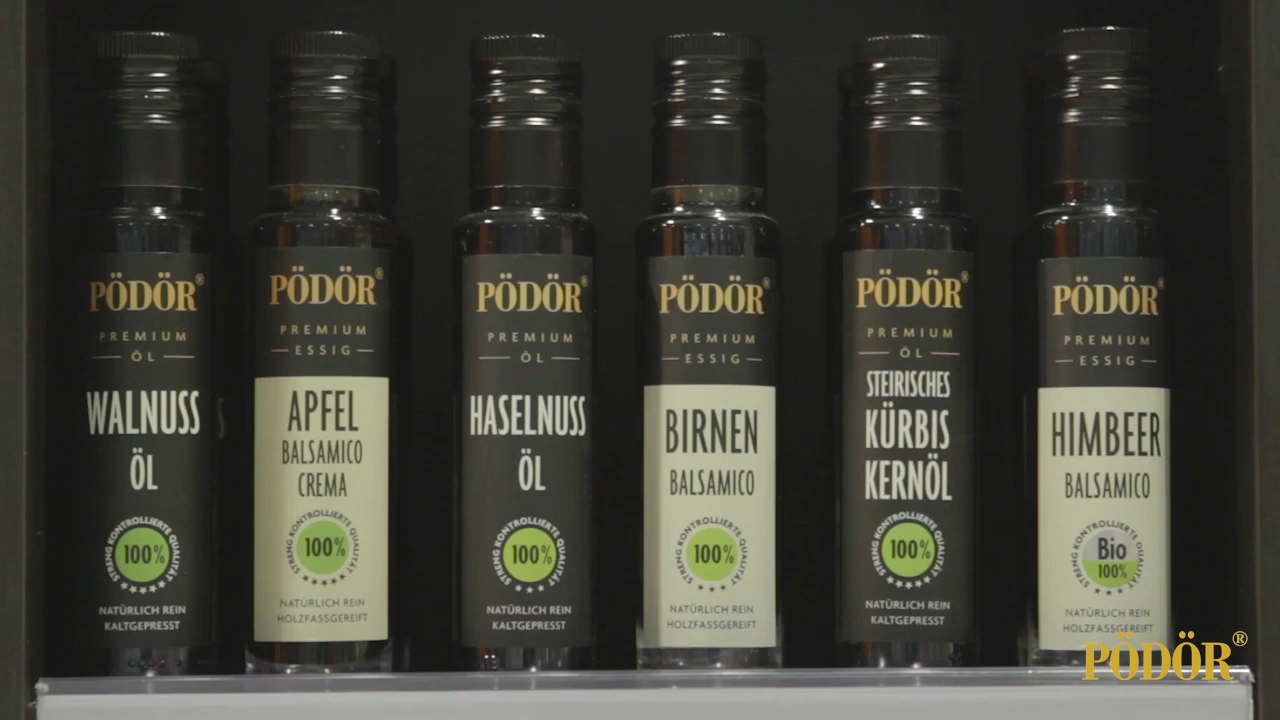 PÖDÖR®
PREMIUM
ÖL
WALNUSS
ÖL
STRENG KONTROLLIERTE QUALITÄT
100%
NATÜRLICH REIN
KALTGEPRESST
PÖDÖR®
PREMIUM
ESSIG
APFEL
BALSAMICO
CREMA
STRENG KONTROLLIERTE QUALITÄT
100%
NATÜRLICH REIN
HOLZFASSGEREIFT
PÖDÖR®
PREMIUM
ÖL
HASELNUSS
ÖL
STRENG KONTROLLIERTE QUALITÄT
100%
NATÜRLICH REIN
KALTGEPRESST
PÖDÖR®
PREMIUM
ESSIG
BIRNEN
BALSAMICO
STRENG KONTROLLIERTE QUALITÄT
100%
NATÜRLICH REIN
HOLZFASSGEREIFT
PÖDÖR®
PREMIUM
ÖL
STEIRISCHES
KÜRBIS
KERNÖL
STRENG KONTROLLIERTE QUALITÄT
100%
NATÜRLICH REIN
KALTGEPRESST
PÖDÖR®
PREMIUM
ESSIG
HIMBEER
BALSAMICO
STRENG KONTROLLIERTE QUALITÄT
Bio
100%
NATÜRLICH REIN
HOLZFASSGEREIFT
PÖDÖR®